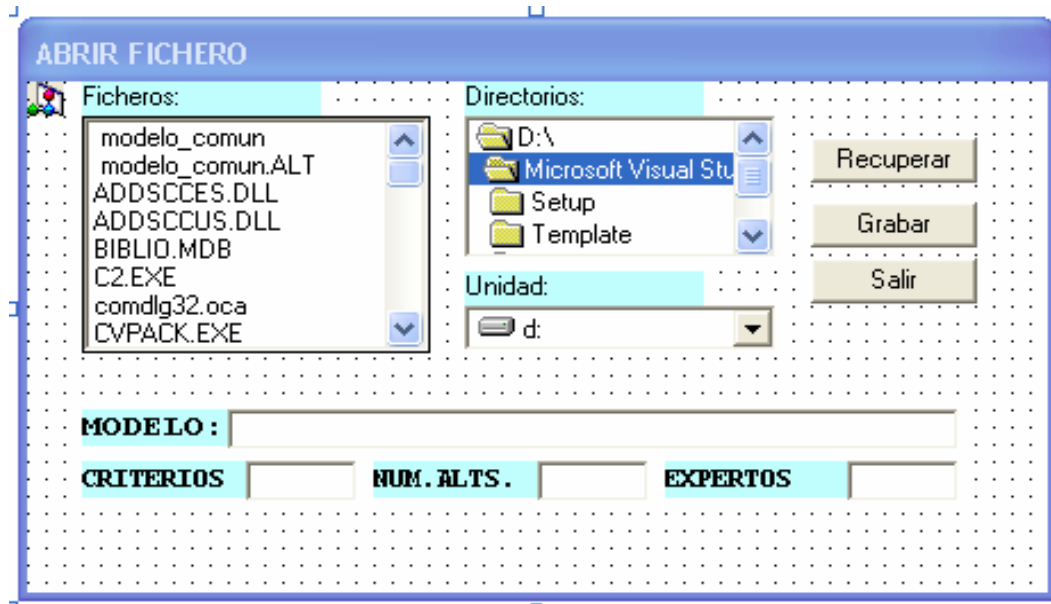 ABRIR FICHERO
Ficheros:
modelo_comun
modelo_comun.ALT
ADDSCCES.DLL
ADDSCCUS.DLL
BIBLIO.MDB
C2.EXE
comdlg32.oca
CVPACK.EXE
Directorios:
D:\
Microsoft Visual Stu
Setup
Template
Unidad:
d:
Recuperar
Grabar
Salir
MODELO:
CRITERIOS NUM.ALTS. EXPERTOS